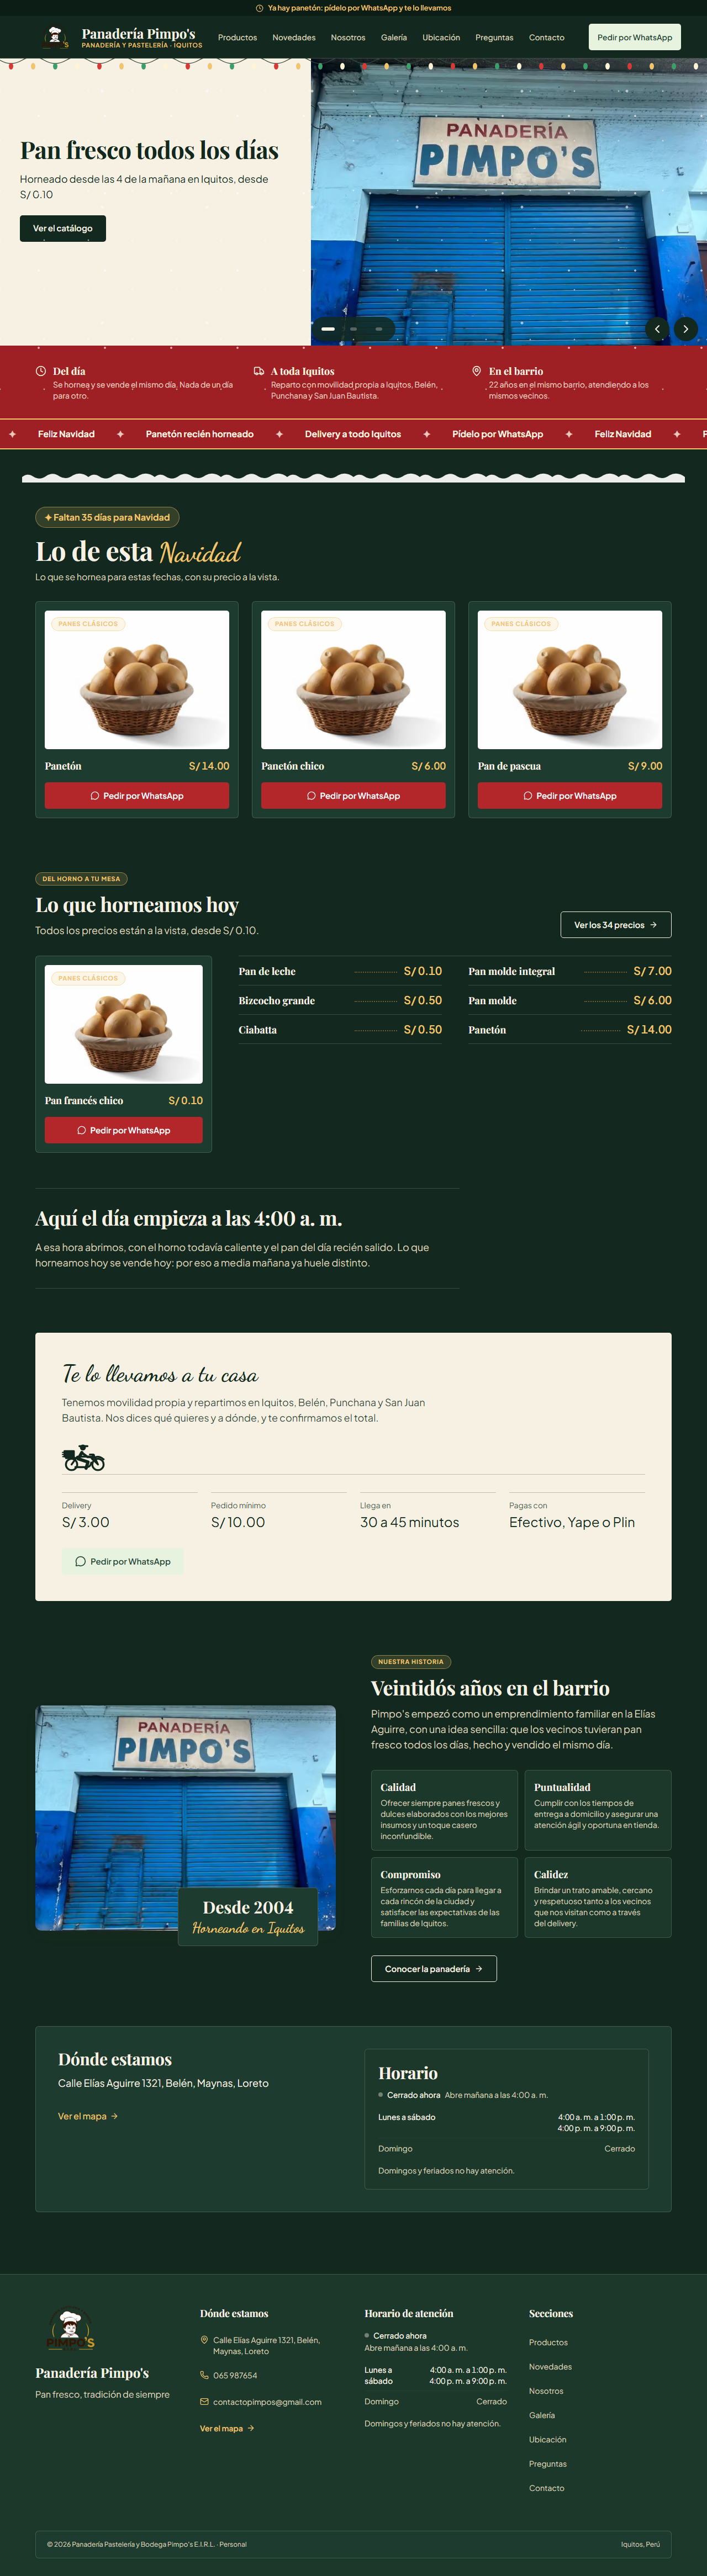 Ya hay panetón: pídelo por WhatsApp y te lo llevamos
Panadería Pimpo's
PANADERÍA Y PASTELERÍA · IQUITOS
Productos
Novedades
Nosotros
Galería
Ubicación
Preguntas
Contacto
Pedir por WhatsApp
Pan fresco todos los días
Horneado desde las 4 de la mañana en Iquitos, desde
S/ 0.10
Ver el catálogo
PANADERÍA
PIMPO'S
Del día
Se hornea y se vende el mismo día. Nada de un día
para otro.
A toda Iquitos
Reparto con movilidad propia a Iquitos, Belén,
Punchana y San Juan Bautista.
En el barrio
22 años en el mismo barrio, atendiendo a los
mismos vecinos.
Feliz Navidad
Panetón recién horneado
Delivery a todo Iquitos
Pídelo por WhatsApp
Feliz Navidad
Faltan 35 días para Navidad
Lo de esta Navidad
Lo que se hornea para estas fechas, con su precio a la vista.
PANES CLÁSICOS
Panetón S/ 14.00
Pedir por WhatsApp
PANES CLÁSICOS
Panetón chico S/ 6.00
Pedir por WhatsApp
PANES CLÁSICOS
Pan de pascua S/ 9.00
Pedir por WhatsApp
DEL HORNO A TU MESA
Lo que horneamos hoy
Todos los precios están a la vista, desde S/ 0.10.
Ver los 34 precios
PANES CLÁSICOS
Pan francés chico S/ 0.10
Pedir por WhatsApp
Pan de leche S/ 0.10
Bizcocho grande S/ 0.50
Ciabatta S/ 0.50
Pan molde integral S/ 7.00
Pan molde S/ 6.00
Panetón S/ 14.00
Aquí el día empieza a las 4:00 a. m.
A esa hora abrimos, con el horno todavía caliente y el pan del día recién salido. Lo que
horneamos hoy se vende hoy: por eso a media mañana ya huele distinto.
Te lo llevamos a tu casa
Tenemos movilidad propia y repartimos en Iquitos, Belén, Punchana y San Juan
Bautista. Nos dices qué quieres y a dónde, y te confirmamos el total.
Delivery
S/ 3.00
Pedido mínimo
S/ 10.00
Llega en
30 a 45 minutos
Pagas con
Efectivo, Yape o Plin
Pedir por WhatsApp
PANADERÍA
PIMPO'S
Desde 2004
Horneando en Iquitos
NUESTRA HISTORIA
Veintidós años en el barrio
Pimpo's empezó como un emprendimiento familiar en la Elías
Aguirre, con una idea sencilla: que los vecinos tuvieran pan
fresco todos los días, hecho y vendido el mismo día.
Calidad
Ofrecer siempre panes frescos y
dulces elaborados con los mejores
insumos y un toque casero
inconfundible.
Puntualidad
Cumplir con los tiempos de
entrega a domicilio y asegurar una
atención ágil y oportuna en tienda.
Compromiso
Esforzarnos cada día para llegar a
cada rincón de la ciudad y
satisfacer las expectativas de las
familias de Iquitos.
Calidez
Brindar un trato amable, cercano
y respetuoso tanto a los vecinos
que nos visitan como a través
del delivery.
Conocer la panadería
Dónde estamos
Calle Elías Aguirre 1321, Belén, Maynas, Loreto
Ver el mapa
Horario
Cerrado ahora Abre mañana a las 4:00 a. m.
Lunes a sábado 4:00 a. m. a 1:00 p. m.
4:00 p. m. a 9:00 p. m.
Domingo Cerrado
Domingos y feriados no hay atención.
PIMPO'S
Panadería Pimpo's
Pan fresco, tradición de siempre
Dónde estamos
Calle Elías Aguirre 1321, Belén,
Maynas, Loreto
065 987654
contactopimpos@gmail.com
Ver el mapa
Horario de atención
Cerrado ahora
Abre mañana a las 4:00 a. m.
Lunes a 4:00 a. m. a 1:00 p. m.
sábado 4:00 p. m. a 9:00 p. m.
Domingo Cerrado
Domingos y feriados no hay atención.
Secciones
Productos
Novedades
Nosotros
Galería
Ubicación
Preguntas
Contacto
© 2026 Panadería Pastelería y Bodega Pimpo's E.I.R.L. · Personal
Iquitos, Perú